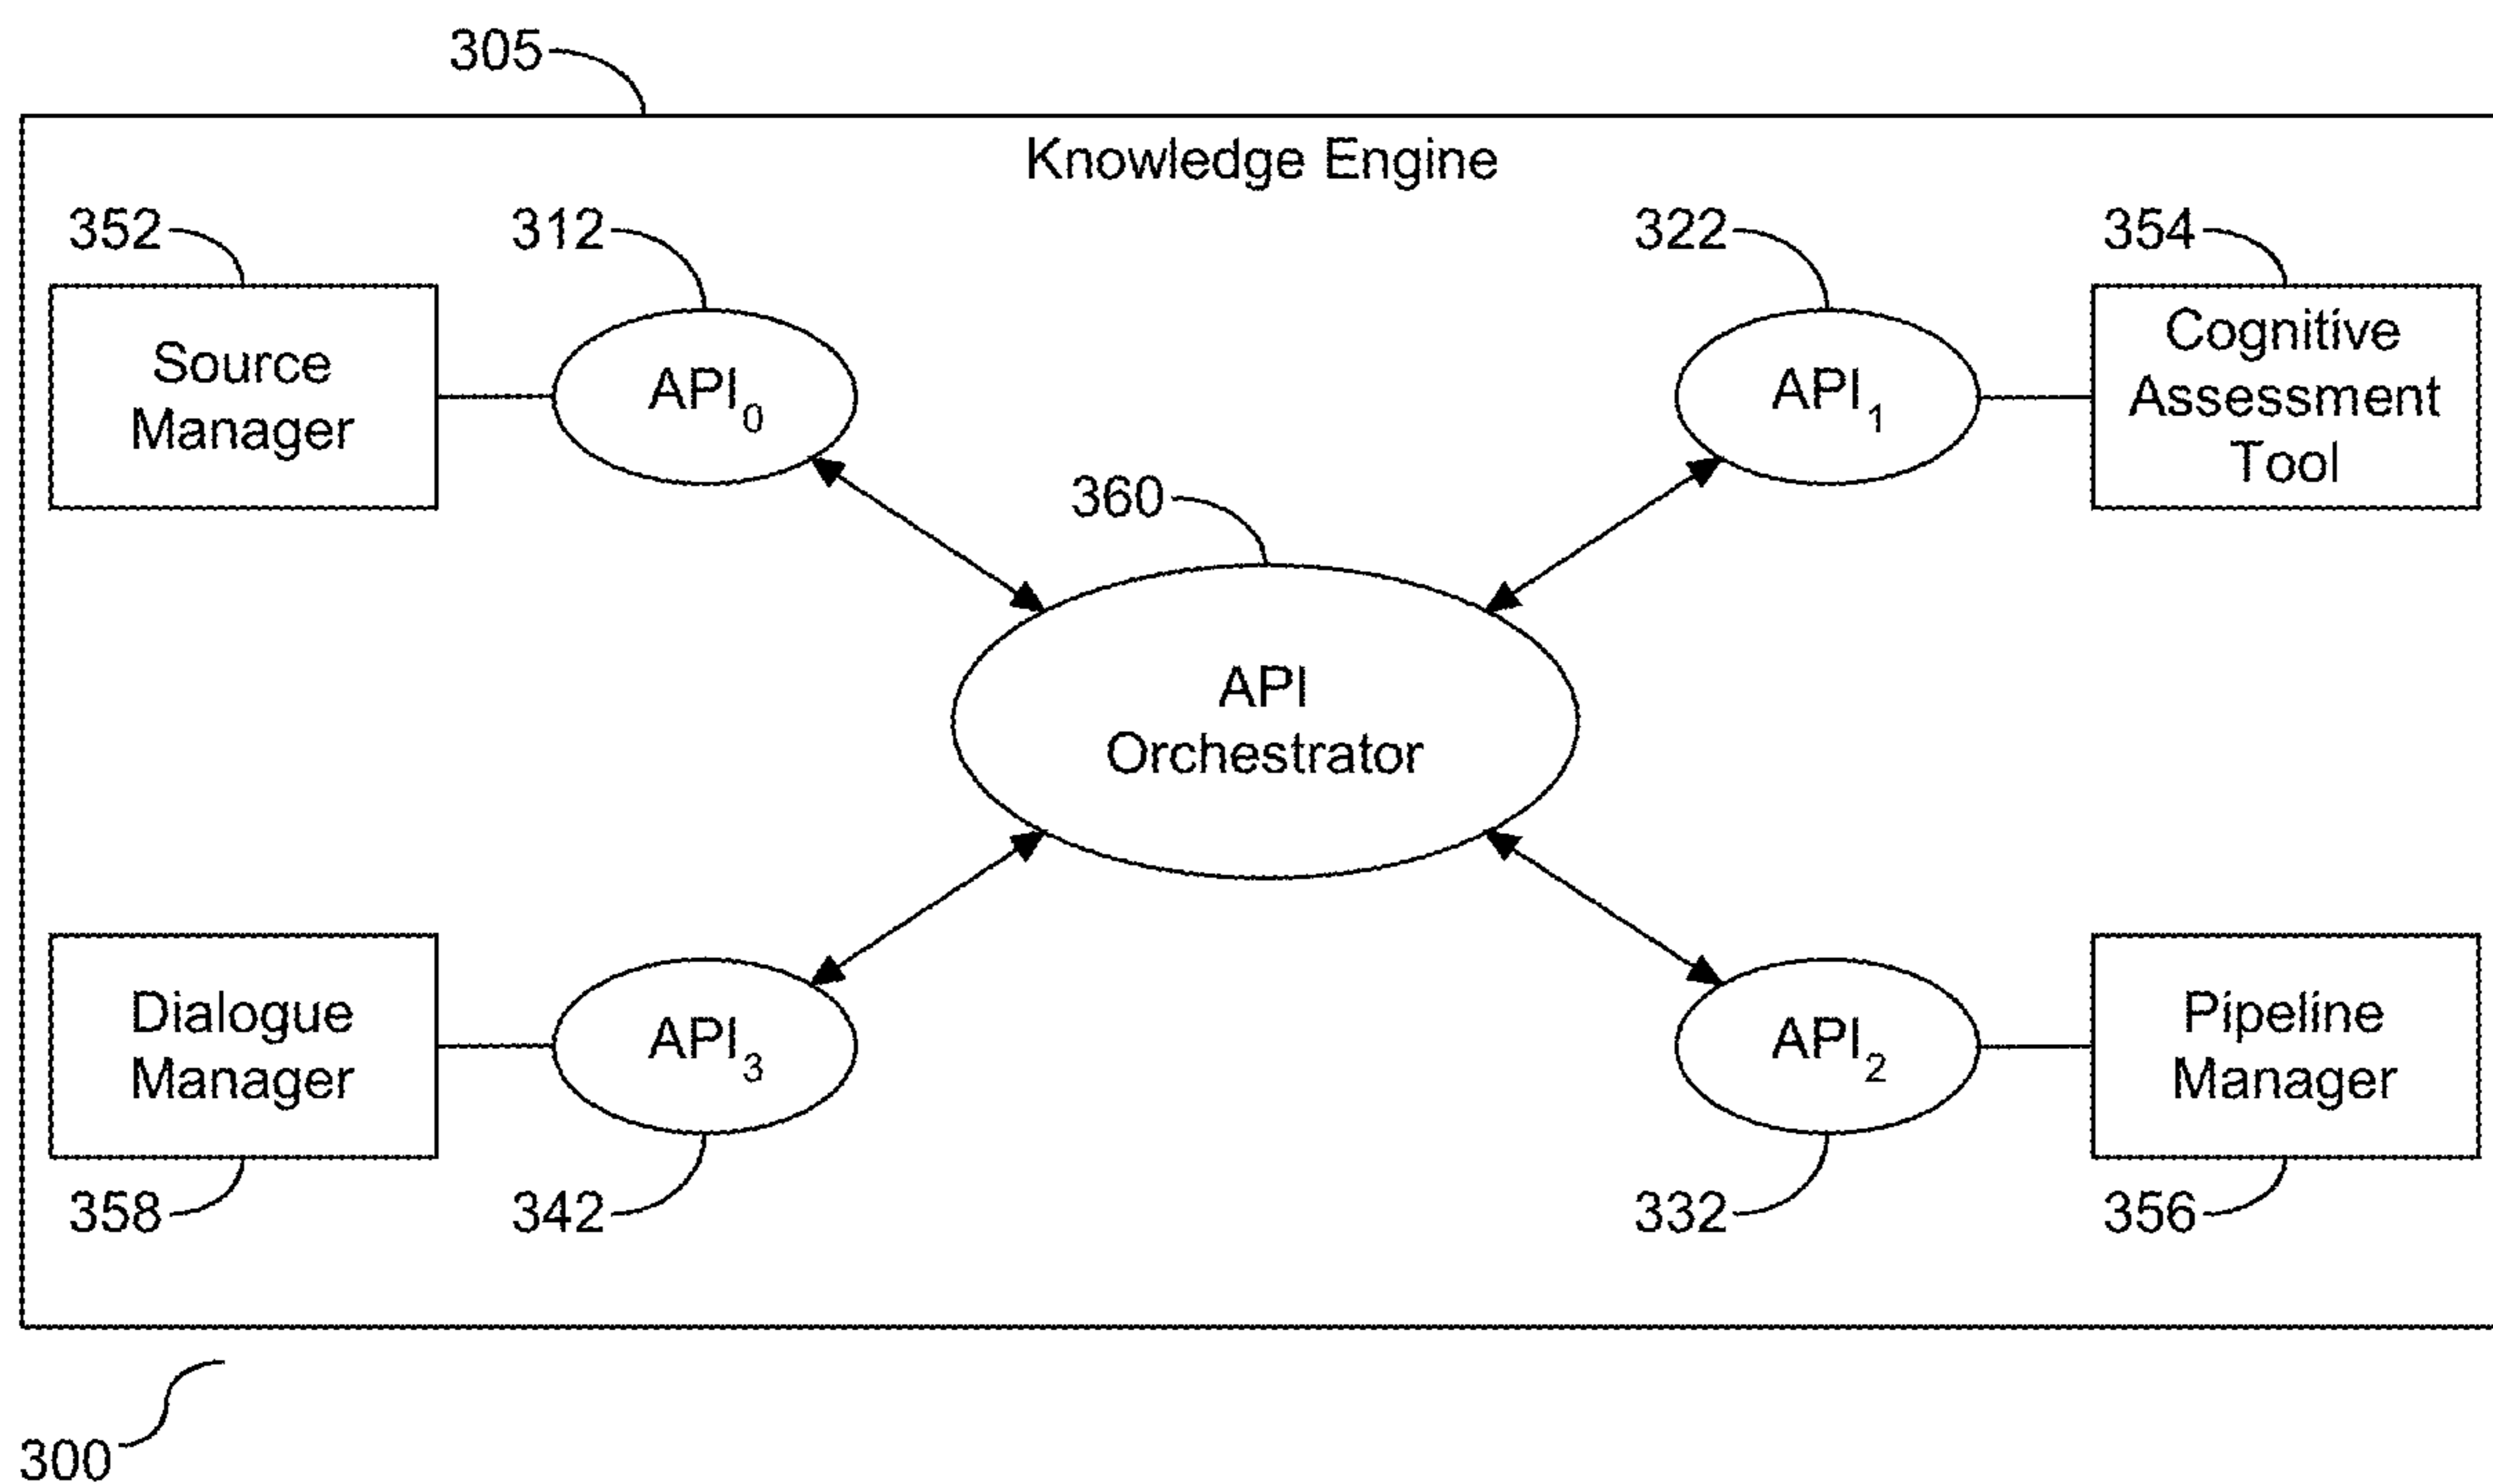 305
Knowledge Engine
352
312
322
354
Source
Manager
API₀
API₁
Cognitive
Assessment
Tool
360
API
Orchestrator
Dialogue
Manager
API₃
API₂
Pipeline
Manager
358
342
332
356
300